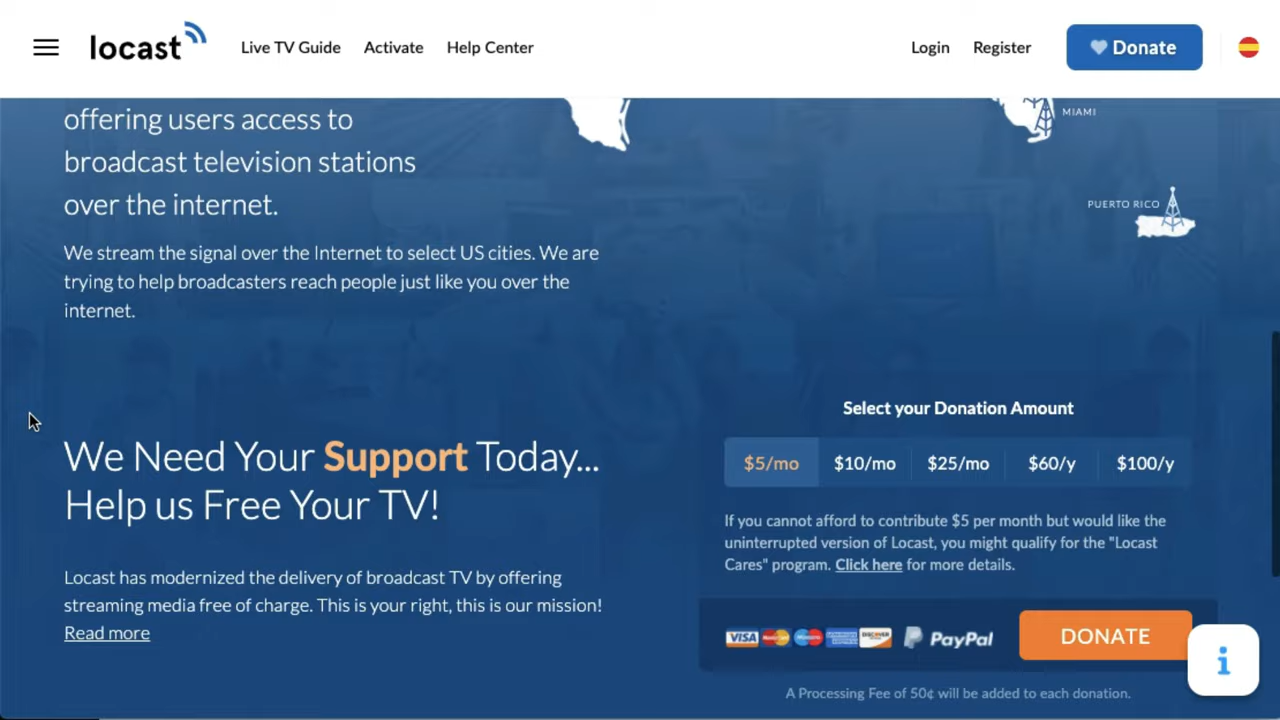 locast
Live TV Guide
Activate
Help Center
Login
Register
Donate
offering users access to
broadcast television stations
over the internet.
MIAMI
PUERTO RICO
We stream the signal over the Internet to select US cities. We are
trying to help broadcasters reach people just like you over the
internet.
We Need Your Support Today...
Help us Free Your TV!
Locast has modernized the delivery of broadcast TV by offering
streaming media free of charge. This is your right, this is our mission!
Read more
Select your Donation Amount
$5/mo
$10/mo
$25/mo
$60/y
$100/y
If you cannot afford to contribute $5 per month but would like the
uninterrupted version of Locast, you might qualify for the "Locast
Cares" program. Click here for more details.
VISA
DISCOVER
PayPal
DONATE
i
A Processing Fee of 50¢ will be added to each donation.